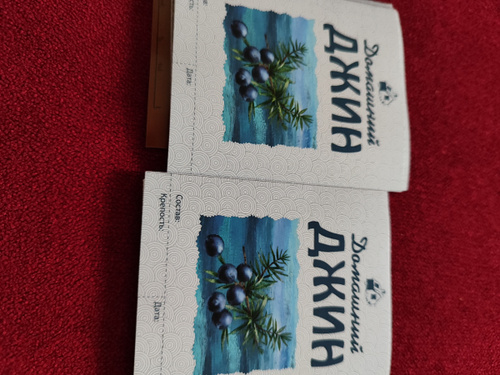 Домашний
ДЖИН
Дата:
Домашний
ДЖИН
Состав:
Крепость:
Дата: